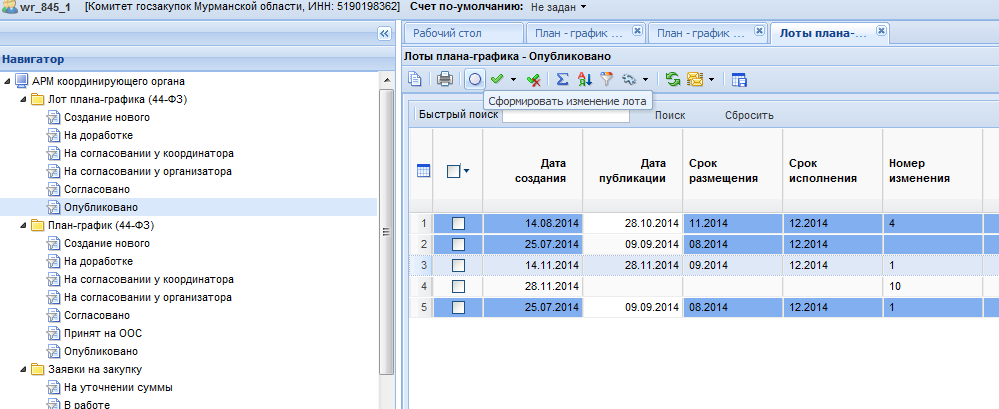 wr_845_1 [Комитет госзакупок Мурманской области, ИНН: 5190198362] Счет по-умолчанию: Не задан
Навигатор
АРМ координирующего органа
Лот плана-графика (44-ФЗ)
Создание нового
На доработке
На согласовании у координатора
На согласовании у организатора
Согласовано
Опубликовано
План-график (44-ФЗ)
Создание нового
На доработке
На согласовании у координатора
На согласовании у организатора
Согласовано
Принят на ООС
Опубликовано
Заявки на закупку
На уточнении суммы
В работе
Рабочий стол План - график ... План - график ... Лоты плана-...
Лоты плана-графика - Опубликовано
Сформировать изменение лота
Быстрый поиск Поиск Сбросить
Дата создания Дата публикации Срок размещения Срок исполнения Номер изменения
1 14.08.2014 28.10.2014 11.2014 12.2014 4
2 25.07.2014 09.09.2014 08.2014 12.2014
3 14.11.2014 28.11.2014 09.2014 12.2014 1
4 28.11.2014 10
5 25.07.2014 09.09.2014 08.2014 12.2014 1